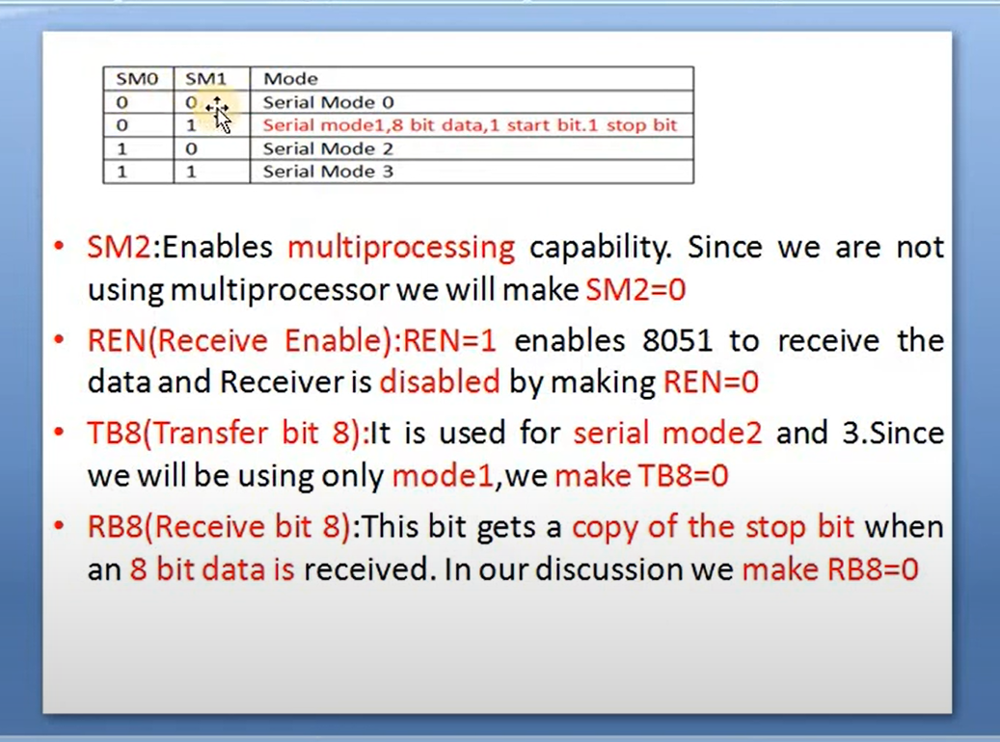 SM0 SM1 Mode
0 0 Serial Mode 0
0 1 Serial mode1,8 bit data,1 start bit.1 stop bit
1 0 Serial Mode 2
1 1 Serial Mode 3
• SM2:Enables multiprocessing capability. Since we are not
using multiprocessor we will make SM2=0
• REN(Receive Enable):REN=1 enables 8051 to receive the
data and Receiver is disabled by making REN=0
• TB8(Transfer bit 8):It is used for serial mode2 and 3.Since
we will be using only mode1,we make TB8=0
• RB8(Receive bit 8):This bit gets a copy of the stop bit when
an 8 bit data is received. In our discussion we make RB8=0